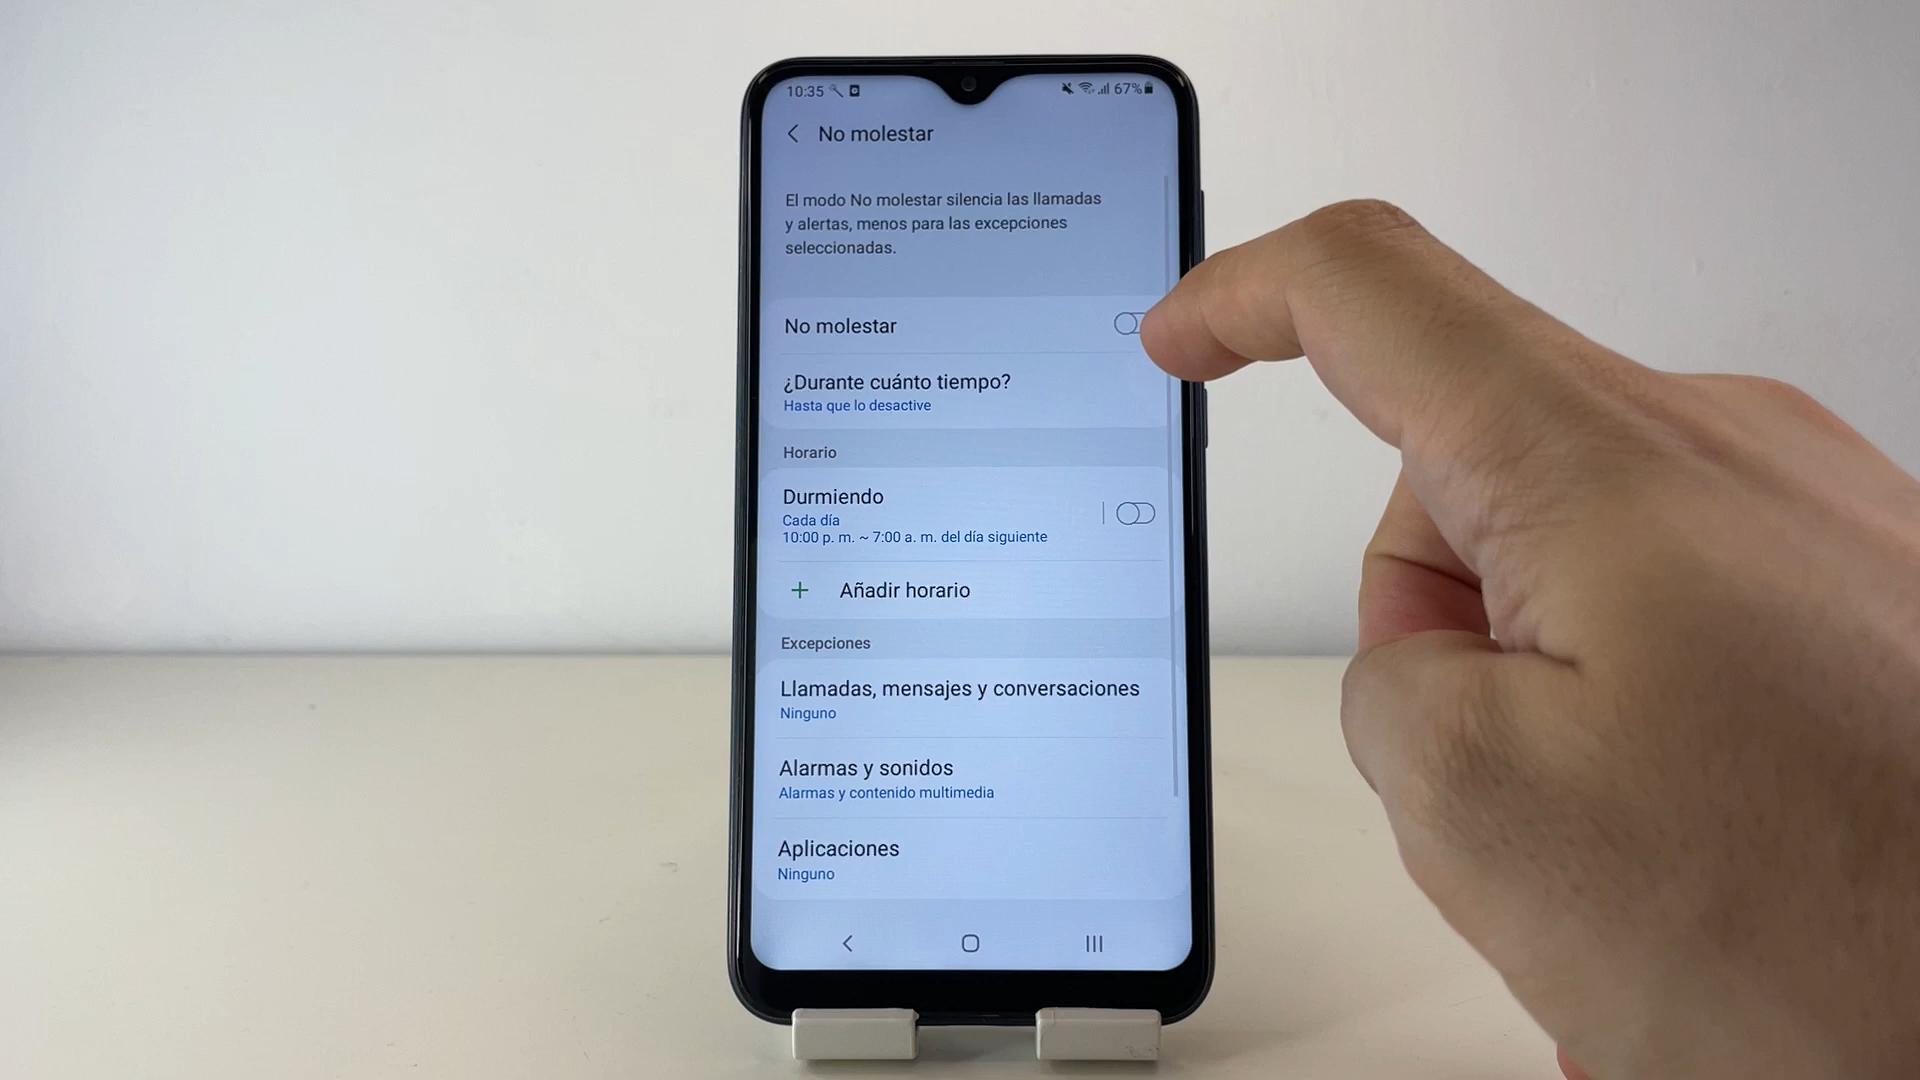 10:35
67%
No molestar
El modo No molestar silencia las llamadas
y alertas, menos para las excepciones
seleccionadas.
No molestar
¿Durante cuánto tiempo?
Hasta que lo desactive
Horario
Durmiendo
Cada día
10:00 p. m. ~ 7:00 a. m. del día siguiente
+ Añadir horario
Excepciones
Llamadas, mensajes y conversaciones
Ninguno
Alarmas y sonidos
Alarmas y contenido multimedia
Aplicaciones
Ninguno